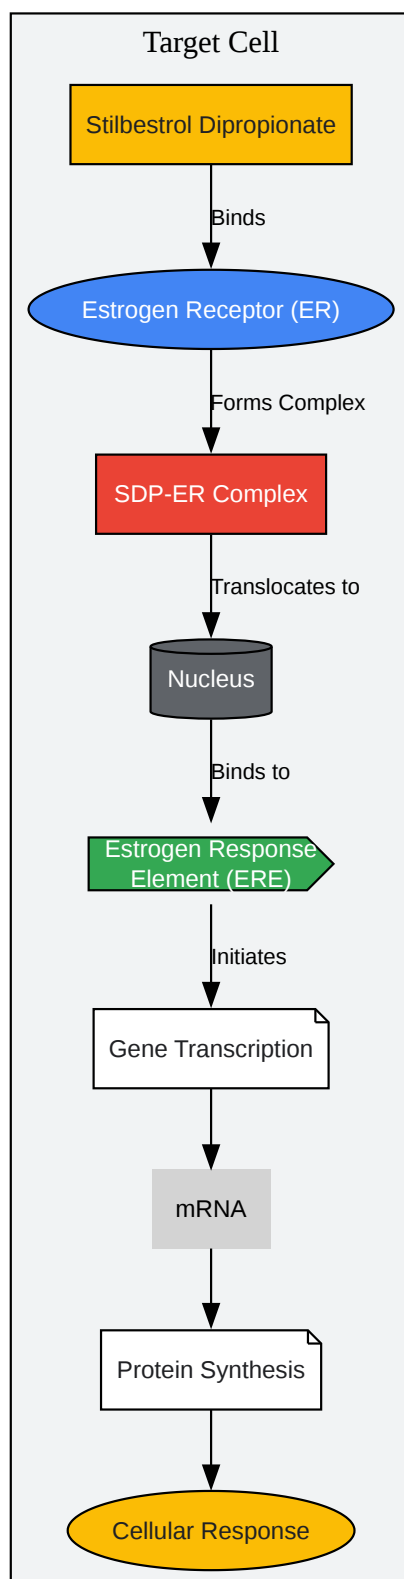 Target Cell
Stilbestrol Dipropionate
Binds
Estrogen Receptor (ER)
Forms Complex
SDP-ER Complex
Translocates to
Nucleus
Binds to
Estrogen Response
Element (ERE)
Initiates
Gene Transcription
mRNA
Protein Synthesis
Cellular Response